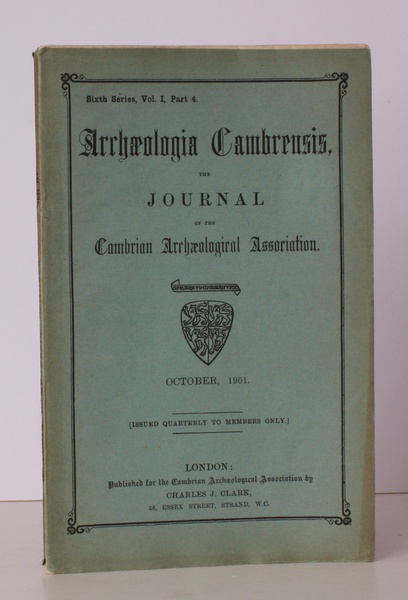 Sixth Series, Vol. I, Part 4.
Archæologia Cambrensis,
THE
JOURNAL
OF THE
Cambrian Archæological Association.
OCTOBER, 1901.
[ISSUED QUARTERLY TO MEMBERS ONLY.]
LONDON:
Published for the Cambrian Archæological Association by
CHARLES J. CLARK,
ESSEX STREET, STRAND, W.C.